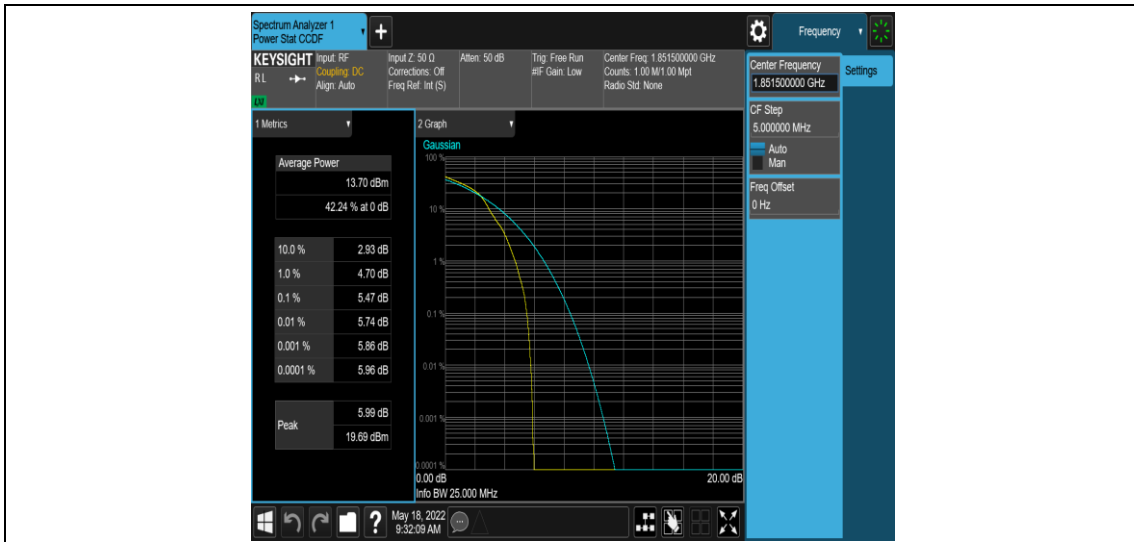 Spectrum Analyzer 1
Power Stat CCDF
Frequency
KEYSIGHT
RL
LXI
Input: RF
Coupling: DC
Align: Auto
Input Z: 50 Ω
Corrections: Off
Freq Ref: Int (S)
Atten: 50 dB
Trig: Free Run
#IF Gain: Low
Center Freq: 1.851500000 GHz
Counts: 1.00 M/1.00 Mpt
Radio Std: None
Center Frequency
1.851500000 GHz
Settings
CF Step
5.000000 MHz
Auto
Man
Freq Offset
0 Hz
1 Metrics
Average Power
13.70 dBm
42.24 % at 0 dB
10.0 % 2.93 dB
1.0 % 4.70 dB
0.1 % 5.47 dB
0.01 % 5.74 dB
0.001 % 5.86 dB
0.0001 % 5.96 dB
Peak
5.99 dB
19.69 dBm
2 Graph
Gaussian
100 %
10 %
1 %
0.1 %
0.01 %
0.001 %
0.0001 %
0.00 dB 20.00 dB
Info BW 25.000 MHz
?
May 18, 2022
9:32:09 AM